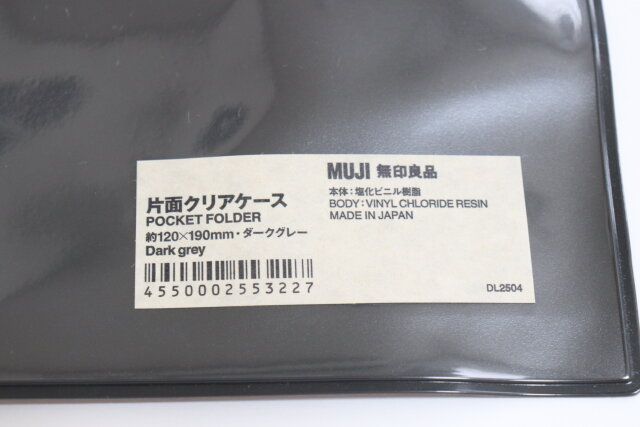 片面クリアケース
POCKET FOLDER
約120×190mm・ダークグレー
Dark grey
4550002553227
MUJI 無印良品
本体：塩化ビニル樹脂
BODY：VINYL CHLORIDE RESIN
MADE IN JAPAN
DL2504